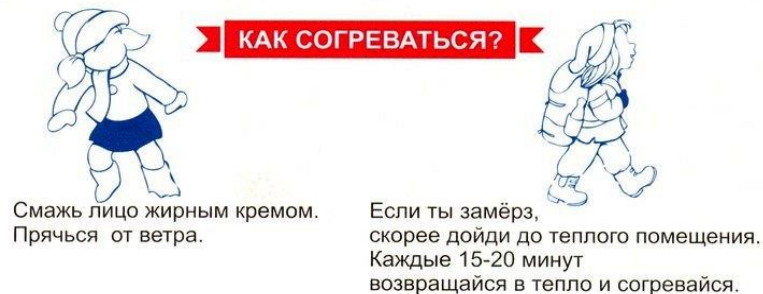 КАК СОГРЕВАТЬСЯ?
Смажь лицо жирным кремом.
Прячься от ветра.
Если ты замёрз,
скорее дойди до теплого помещения.
Каждые 15-20 минут
возвращайся в тепло и согревайся.